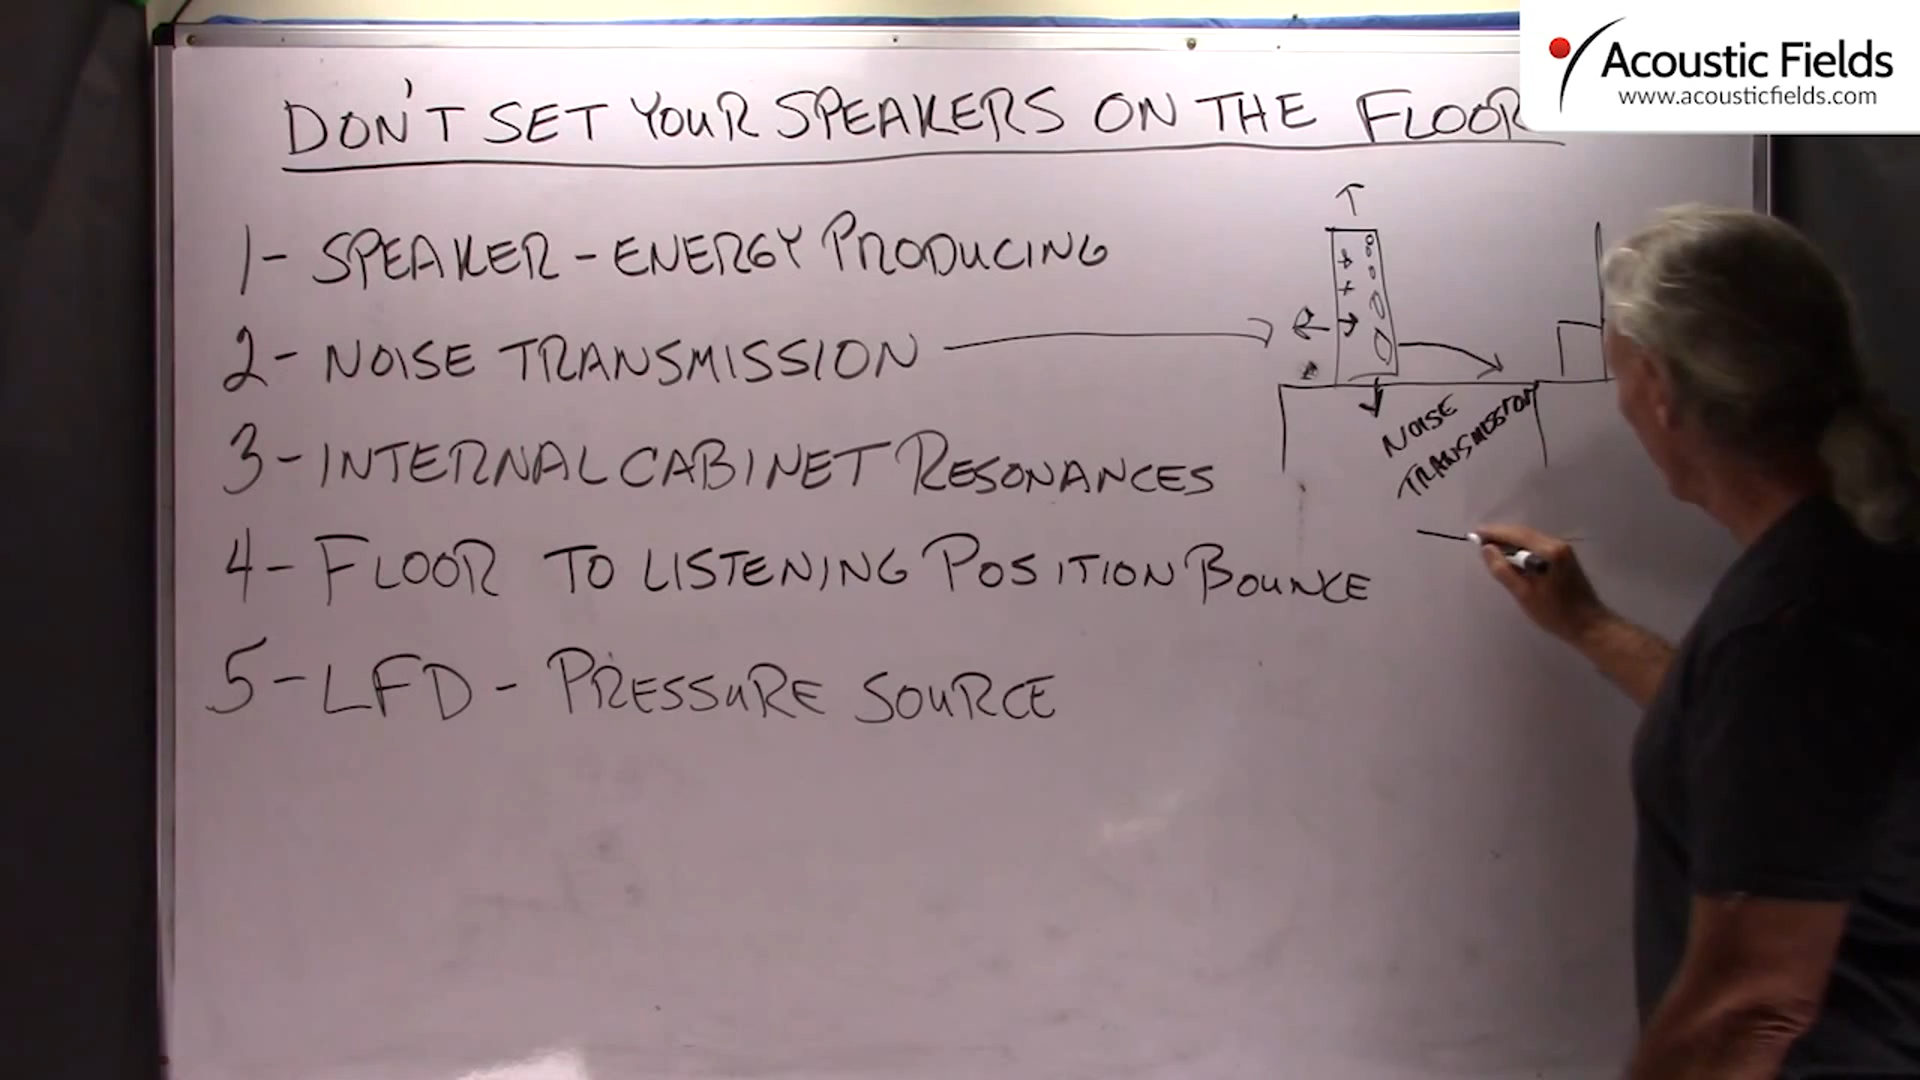 Acoustic Fields
www.acousticfields.com
DON'T SET YOUR SPEAKERS ON THE FLOOR
1- SPEAKER - ENERGY PRODUCING
2- NOISE TRANSMISSION
3- INTERNAL CABINET RESONANCES
4- FLOOR TO LISTENING POSITION BOUNCE
5- LFD - PRESSURE SOURCE
NOISE
TRANSMISSION